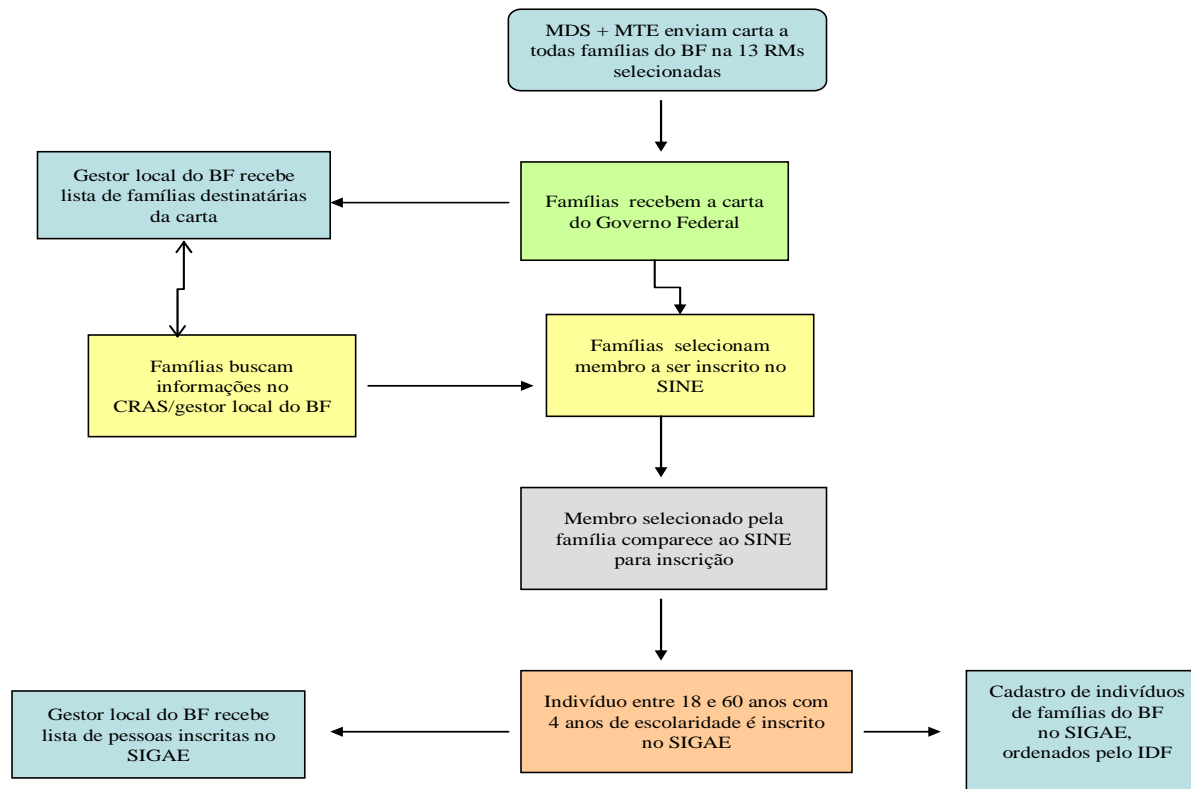 MDS + MTE enviam carta a
todas famílias do BF na 13 RMs
selecionadas
Gestor local do BF recebe
lista de famílias destinatárias
da carta
Famílias recebem a carta
do Governo Federal
Famílias buscam
informações no
CRAS/gestor local do BF
Famílias selecionam
membro a ser inscrito no
SINE
Membro selecionado pela
família comparece ao SINE
para inscrição
Gestor local do BF recebe
lista de pessoas inscritas no
SIGAE
Indivíduo entre 18 e 60 anos com
4 anos de escolaridade é inscrito
no SIGAE
Cadastro de indivíduos
de famílias do BF
no SIGAE,
ordenados pelo IDF